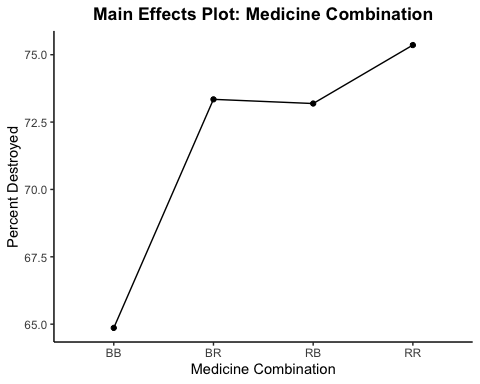 Main Effects Plot: Medicine Combination
75.0
72.5
70.0
67.5
65.0
Percent Destroyed
BB BR RB RR
Medicine Combination